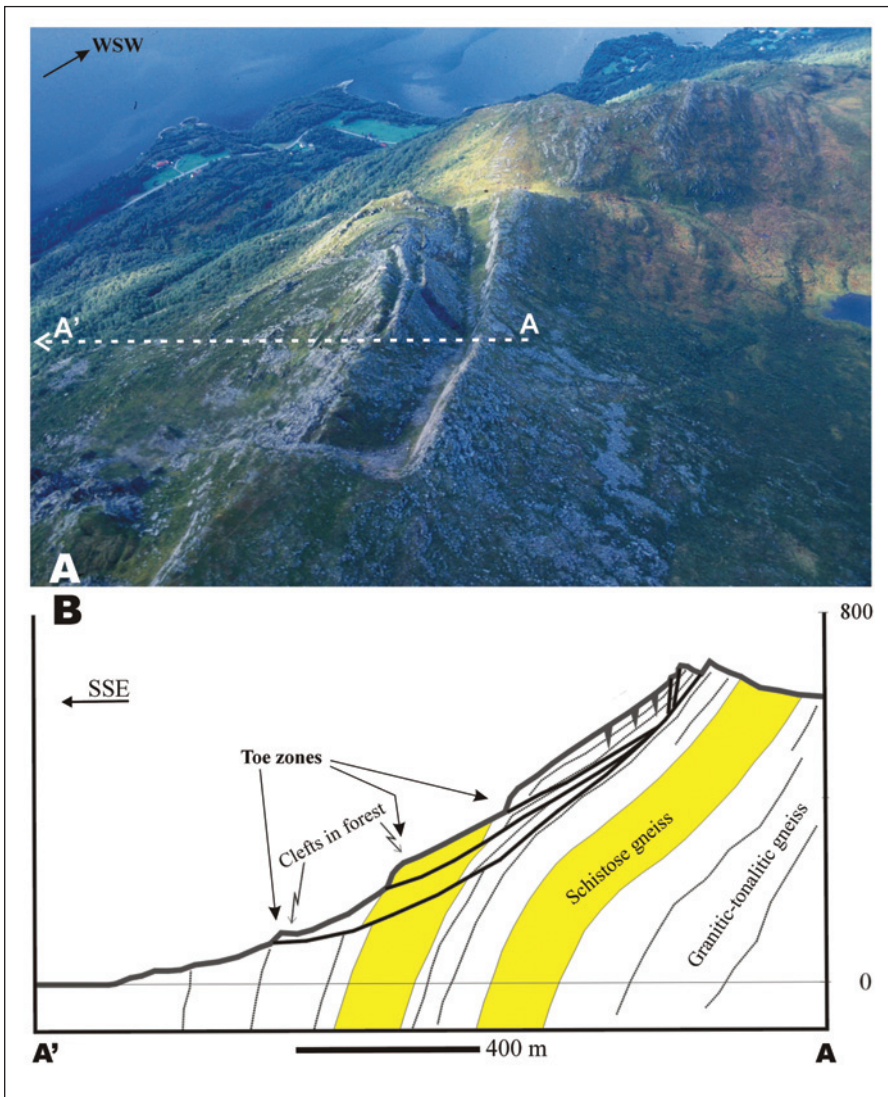 WSW
A'
A
A
B
800
SSE
Toe zones
Clefts in forest
Schistose gneiss
Granitic-tonalitic gneiss
0
A'
400 m
A